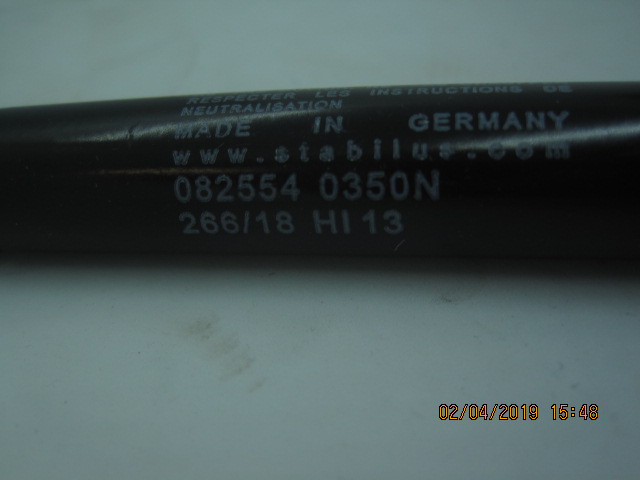 RESPECTER LES INSTRUCTIONS DE
NEUTRALISATION
MADE IN GERMANY
www.stabilus.com
082554 0350N
266/18 HI 13
02/04/2019 15:48